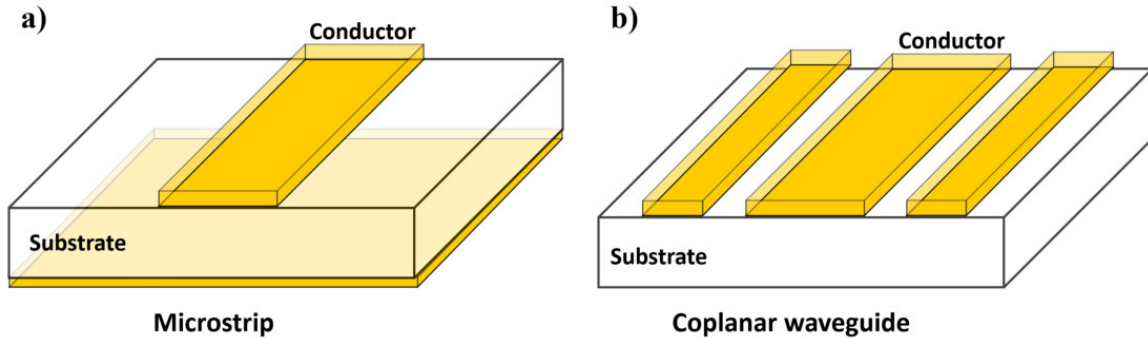 a)
Conductor
Substrate
Microstrip
b)
Conductor
Substrate
Coplanar waveguide